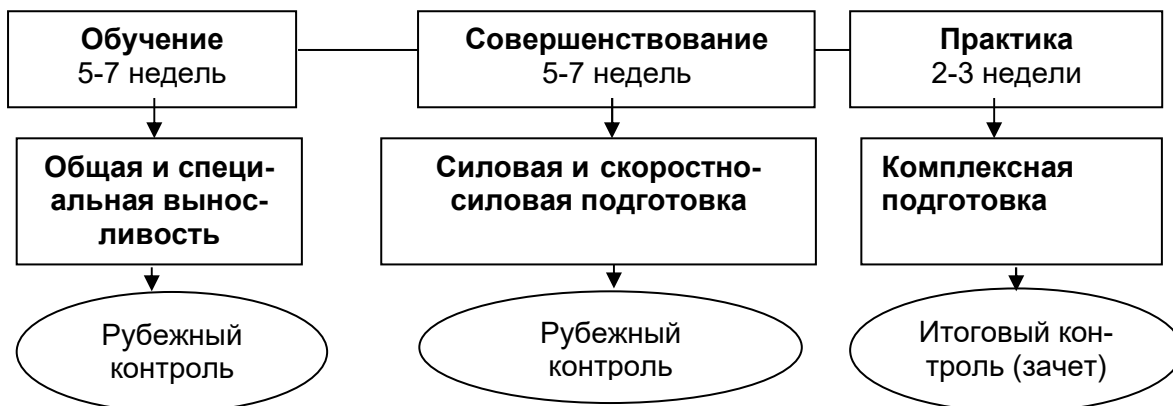 Обучение
5-7 недель
Совершенствование
5-7 недель
Практика
2-3 недели
Общая и специ-
альная вынос-
ливость
Силовая и скоростно-
силовая подготовка
Комплексная
подготовка
Рубежный
контроль
Рубежный
контроль
Итоговый кон-
троль (зачет)